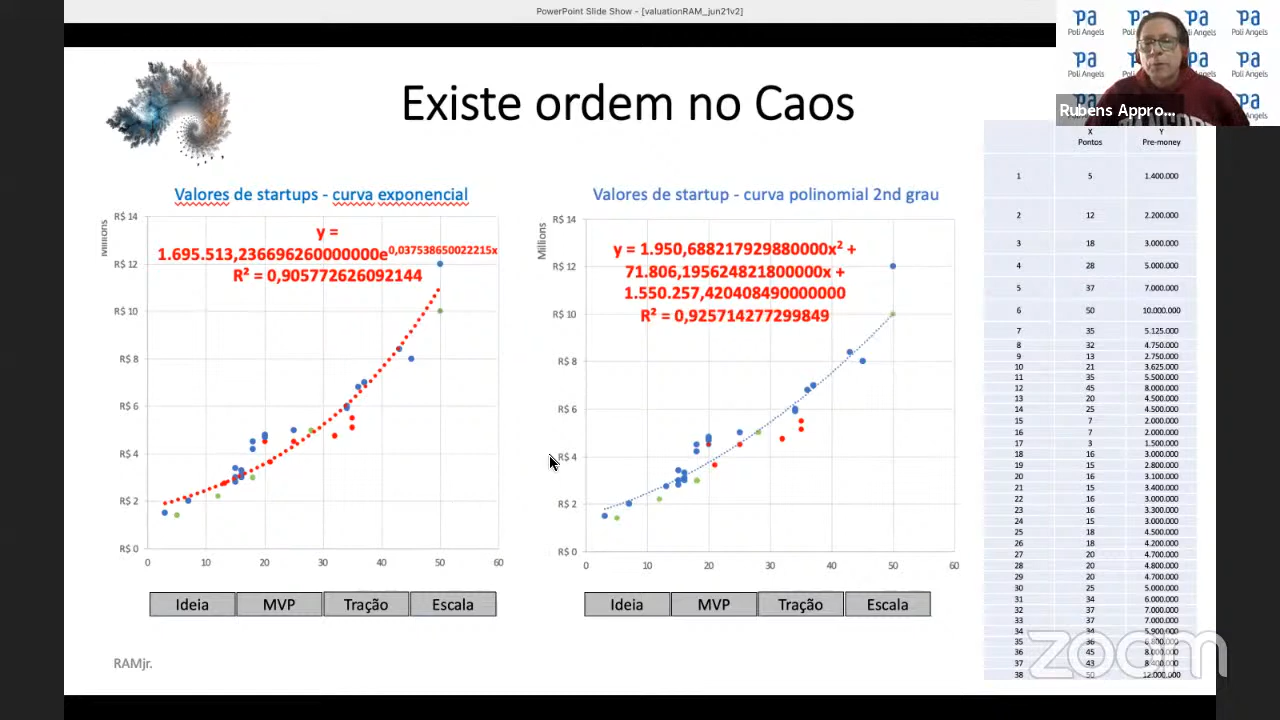 PowerPoint Slide Show - [valuationRAM_jun21v2]
pa pa pa pa
Poli Angels
Poli Angels
Poli Angels
Poli Angels
Poli Angels
Rubens Appro...
Existe ordem no Caos
Valores de startups - curva exponencial
Millions
R$ 14
R$ 12
R$ 10
R$ 8
R$ 6
R$ 4
R$ 2
R$ 0
y =
1.695.513,236696260000000e0,037538650022215x
R² = 0,905772626092144
0 10 20 30 40 50 60
Ideia MVP Tração Escala
Valores de startup - curva polinomial 2nd grau
Millions
R$ 14
R$ 12
R$ 10
R$ 8
R$ 6
R$ 4
R$ 2
R$ 0
y = 1.950,688217929880000x² +
71.806,195624821800000x +
1.550.257,420408490000000
R² = 0,925714277299849
0 10 20 30 40 50 60
Ideia MVP Tração Escala
X Y
Pontos Pre-money
1 5 1.400.000
2 12 2.200.000
3 18 3.000.000
4 28 5.000.000
5 37 7.000.000
6 50 10.000.000
7 35 5.125.000
8 32 4.750.000
9 13 2.750.000
10 21 3.625.000
11 35 5.500.000
12 45 8.000.000
13 20 4.500.000
14 25 4.500.000
15 7 2.000.000
16 7 2.000.000
17 3 1.500.000
18 16 3.000.000
19 15 2.800.000
20 16 3.100.000
21 15 3.400.000
22 16 3.000.000
23 16 3.300.000
24 15 3.000.000
25 18 4.500.000
26 18 4.200.000
27 20 4.700.000
28 20 4.800.000
29 20 4.700.000
30 25 5.000.000
31 34 6.000.000
32 37 7.000.000
33 37 7.000.000
34 34 5.900.000
35 36 6.800.000
36 45 8.000.000
37 43 8.400.000
38 50 12.000.000
zoom
RAMjr.